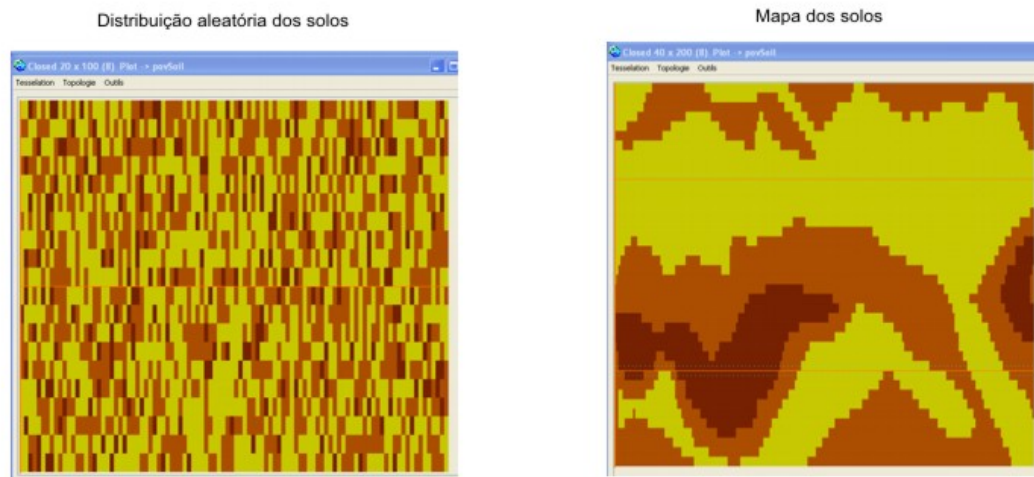 Distribuição aleatória dos solos
Closed 20 x 100 (8) Plot -> povSoil
Tesselation Topologie Outils
Mapa dos solos
Closed 40 x 200 (8) Plot -> povSoil
Tesselation Topologie Outils